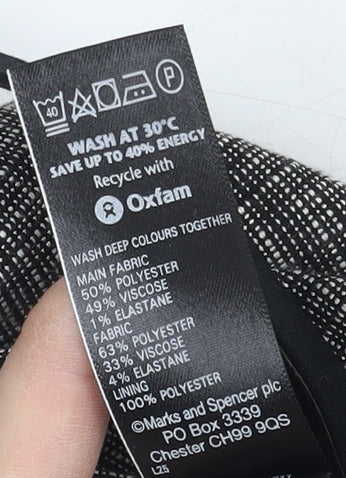 40 P
WASH AT 30°C
SAVE UP TO 40% ENERGY
Recycle with
Oxfam
WASH DEEP COLOURS TOGETHER
MAIN FABRIC
50% POLYESTER
49% VISCOSE
1% ELASTANE
FABRIC
63% POLYESTER
33% VISCOSE
4% ELASTANE
LINING
100% POLYESTER
©Marks and Spencer plc
PO Box 3339
Chester CH99 9QS
L25